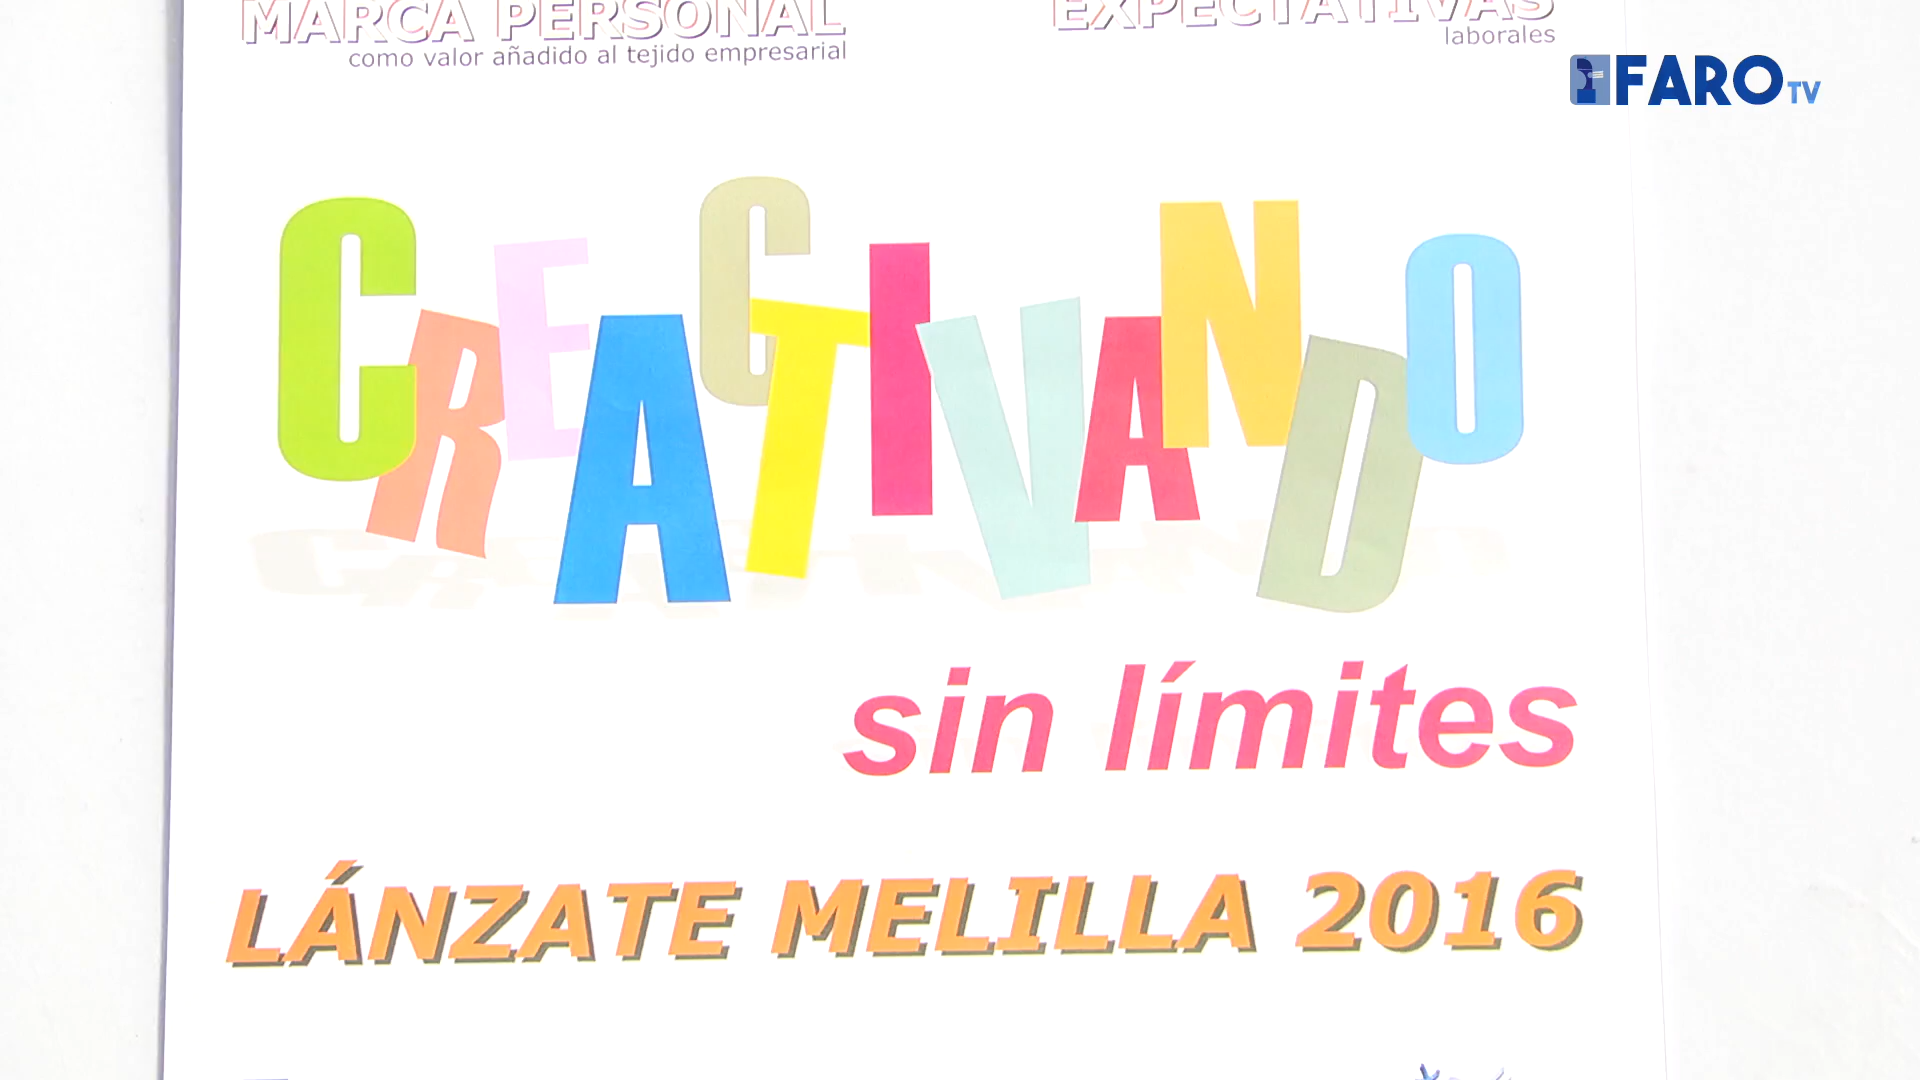 MARCA PERSONAL
como valor añadido al tejido empresarial
EXPECTATIVAS
laborales
FARO TV
CREACTIVANDO
sin límites
LÁNZATE MELILLA 2016